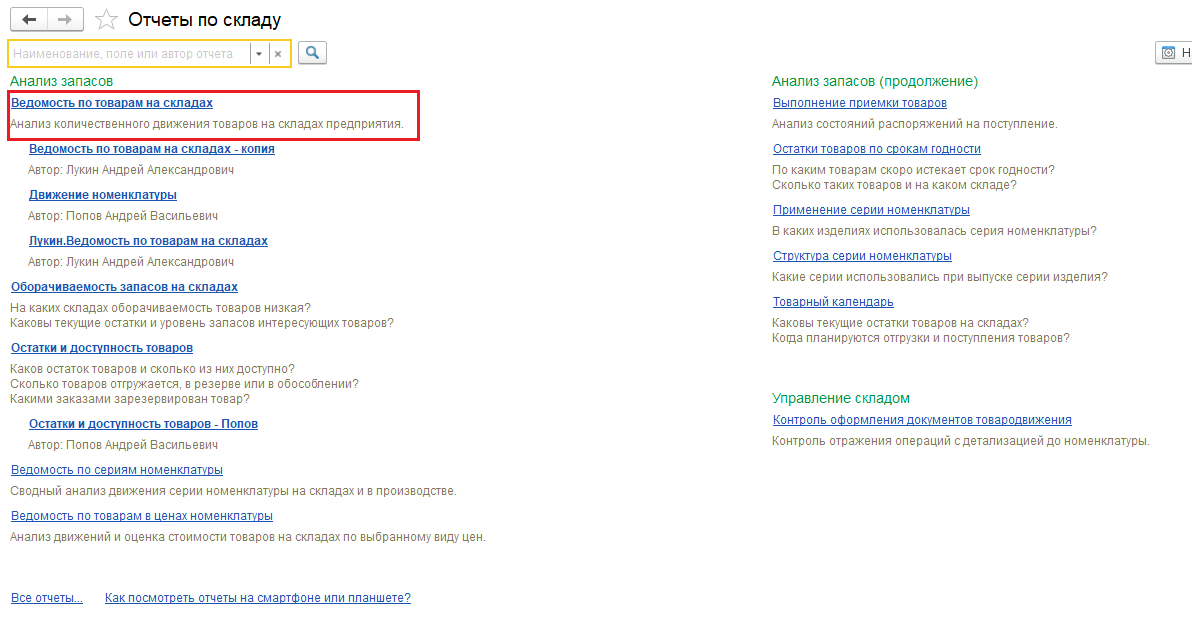 Отчеты по складу
Наименование, поле или автор отчета
Н
Анализ запасов
Ведомость по товарам на складах
Анализ количественного движения товаров на складах предприятия.
Ведомость по товарам на складах - копия
Автор: Лукин Андрей Александрович
Движение номенклатуры
Автор: Попов Андрей Васильевич
Лукин.Ведомость по товарам на складах
Автор: Лукин Андрей Александрович
Оборачиваемость запасов на складах
На каких складах оборачиваемость товаров низкая?
Каковы текущие остатки и уровень запасов интересующих товаров?
Остатки и доступность товаров
Каков остаток товаров и сколько из них доступно?
Сколько товаров отгружается, в резерве или в обособлении?
Какими заказами зарезервирован товар?
Остатки и доступность товаров - Попов
Автор: Попов Андрей Васильевич
Ведомость по сериям номенклатуры
Сводный анализ движения серии номенклатуры на складах и в производстве.
Ведомость по товарам в ценах номенклатуры
Анализ движений и оценка стоимости товаров на складах по выбранному виду цен.
Анализ запасов (продолжение)
Выполнение приемки товаров
Анализ состояний распоряжений на поступление.
Остатки товаров по срокам годности
По каким товарам скоро истекает срок годности?
Сколько таких товаров и на каком складе?
Применение серии номенклатуры
В каких изделиях использовалась серия номенклатуры?
Структура серии номенклатуры
Какие серии использовались при выпуске серии изделия?
Товарный календарь
Каковы текущие остатки товаров на складах?
Когда планируются отгрузки и поступления товаров?
Управление складом
Контроль оформления документов товародвижения
Контроль отражения операций с детализацией до номенклатуры.
Все отчеты...
Как посмотреть отчеты на смартфоне или планшете?